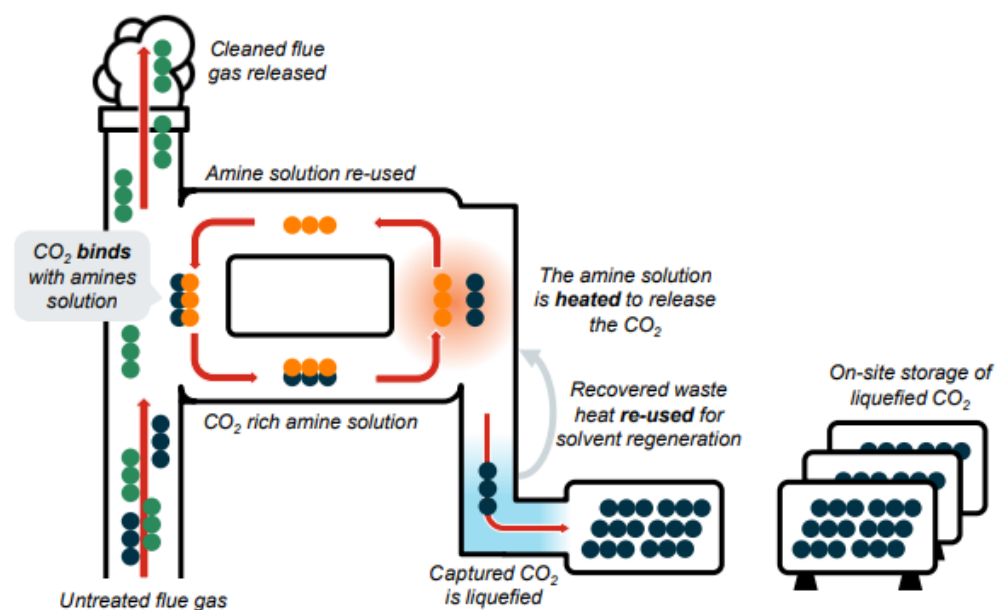 Cleaned flue
gas released
Amine solution re-used
CO₂ binds
with amines
solution
The amine solution
is heated to release
the CO₂
Recovered waste
heat re-used for
solvent regeneration
On-site storage of
liquefied CO₂
CO₂ rich amine solution
Captured CO₂
is liquefied
Untreated flue gas